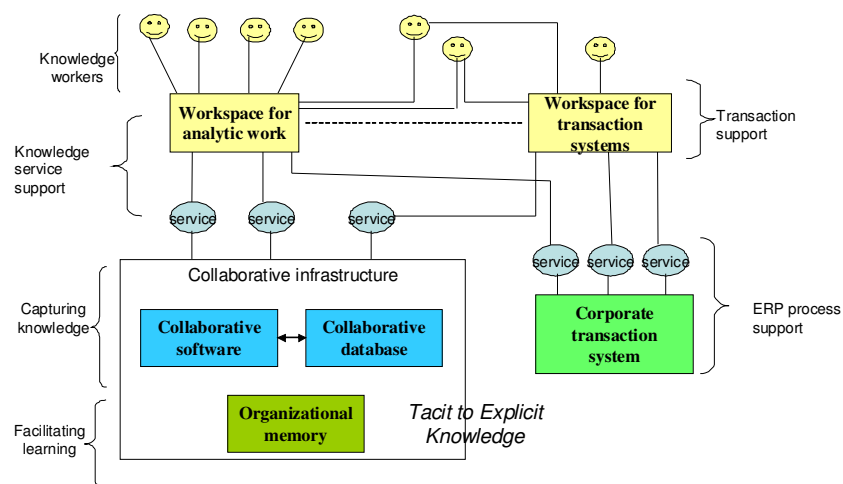 Knowledge
workers
Workspace for
analytic work
Workspace for
transaction
systems
Transaction
support
Knowledge
service
support
service
service
service
service
service
service
Collaborative infrastructure
Capturing
knowledge
Collaborative
software
Collaborative
database
Corporate
transaction
system
ERP process
support
Organizational
memory
Tacit to Explicit
Knowledge
Facilitating
learning